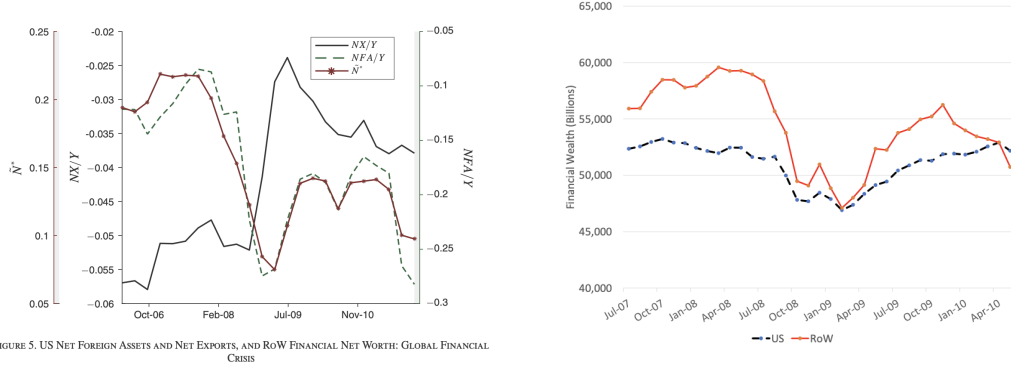 0.25
0.2
0.15
0.1
0.05
Ñ*
-0.02
-0.025
-0.03
-0.035
-0.04
-0.045
-0.05
-0.055
-0.06
NX/Y
NX/Y
NFA/Y
Ñ*
-0.05
-0.1
-0.15
-0.2
-0.25
-0.3
NFA/Y
Oct-06 Feb-08 Jul-09 Nov-10
IGURE 5. US NET FOREIGN ASSETS AND NET EXPORTS, AND ROW FINANCIAL NET WORTH: GLOBAL FINANCIAL
CRISIS
65,000
60,000
55,000
50,000
45,000
40,000
Financial Wealth (Billions)
Jul-07 Oct-07 Jan-08 Apr-08 Jul-08 Oct-08 Jan-09 Apr-09 Jul-09 Oct-09 Jan-10 Apr-10
US RoW